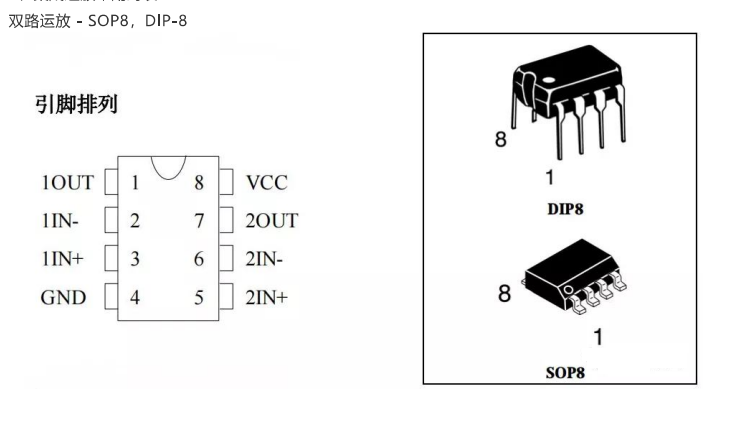 双路运放 - SOP8，DIP-8
引脚排列
1OUT 1 8 VCC
1IN- 2 7 2OUT
1IN+ 3 6 2IN-
GND 4 5 2IN+
8
1
DIP8
8
1
SOP8